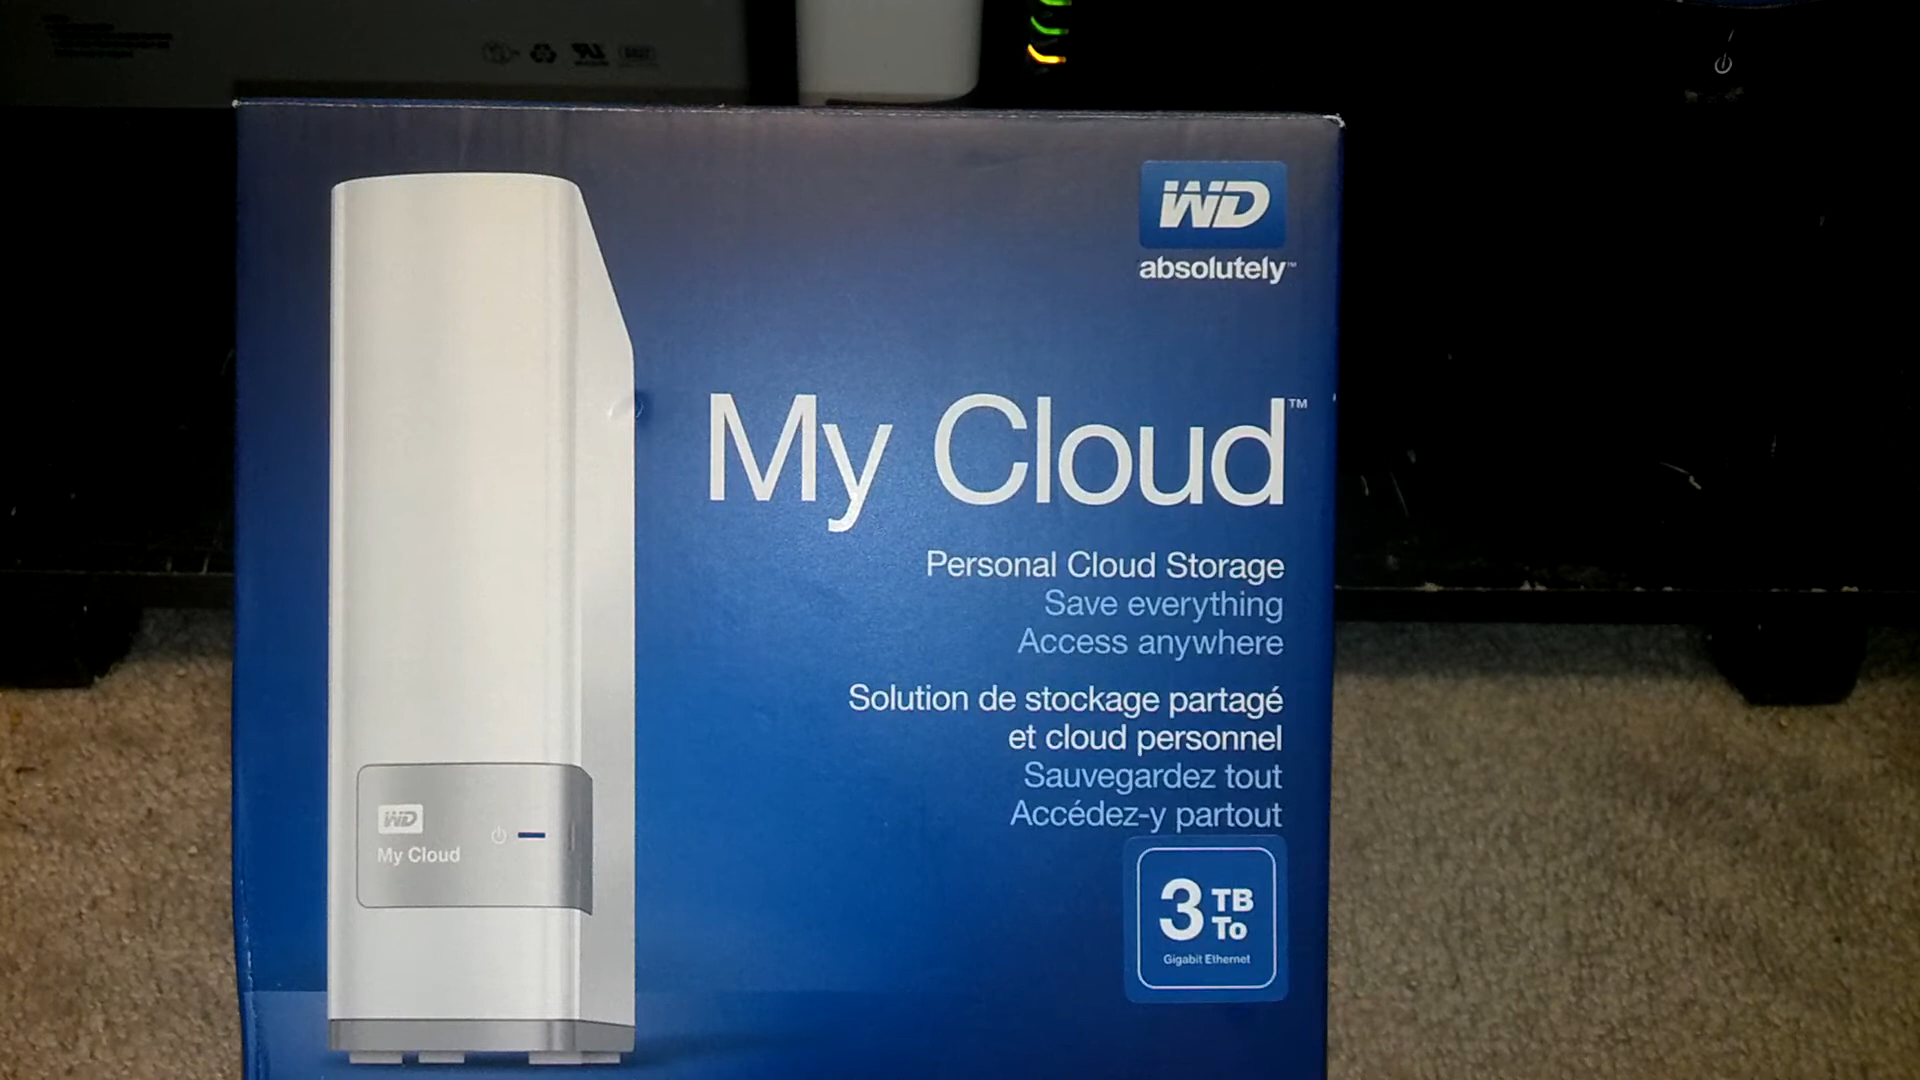 WD
absolutely™
My Cloud™
Personal Cloud Storage
Save everything
Access anywhere
Solution de stockage partagé
et cloud personnel
Sauvegardez tout
Accédez-y partout
3 TB
To
Gigabit Ethernet
WD
My Cloud